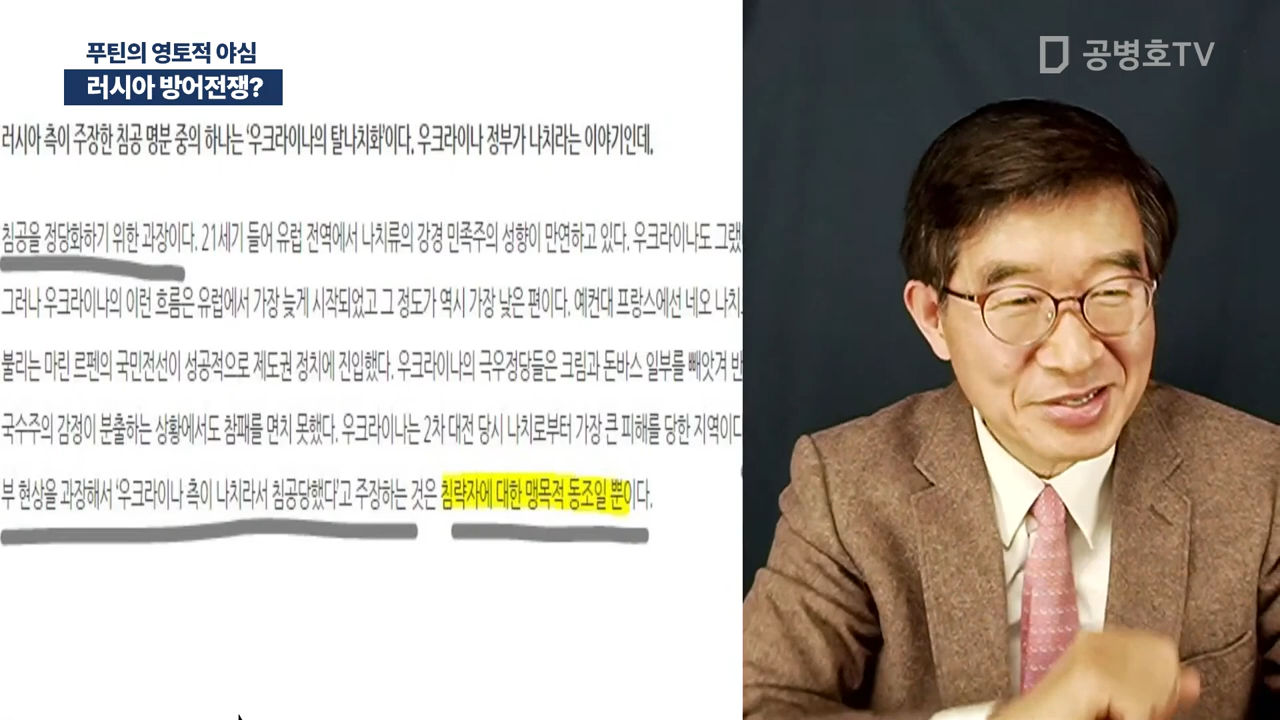 푸틴의 영토적 야심
러시아 방어전쟁?
공병호TV
러시아 측이 주장한 침공 명분 중의 하나는 '우크라이나의 탈나치화'이다. 우크라이나 정부가 나치라는 이야기인데.
침공을 정당화하기 위한 과장이다. 21세기 들어 유럽 전역에서 나치류의 강경 민족주의 성향이 만연하고 있다. 우크라이나도 그랬
그러나 우크라이나의 이런 흐름은 유럽에서 가장 늦게 시작되었고 그 정도가 역시 가장 낮은 편이다. 예컨대 프랑스에선 네오 나치
불리는 마린 르펜의 국민전선이 성공적으로 제도권 정치에 진입했다. 우크라이나의 극우정당들은 크림과 돈바스 일부를 빼앗겨 반
국수주의 감정이 분출하는 상황에서도 참패를 면치 못했다. 우크라이나는 2차 대전 당시 나치로부터 가장 큰 피해를 당한 지역이다
부 현상을 과장해서 '우크라이나 측이 나치라서 침공당했다'고 주장하는 것은 침략자에 대한 맹목적 동조일 뿐이다.